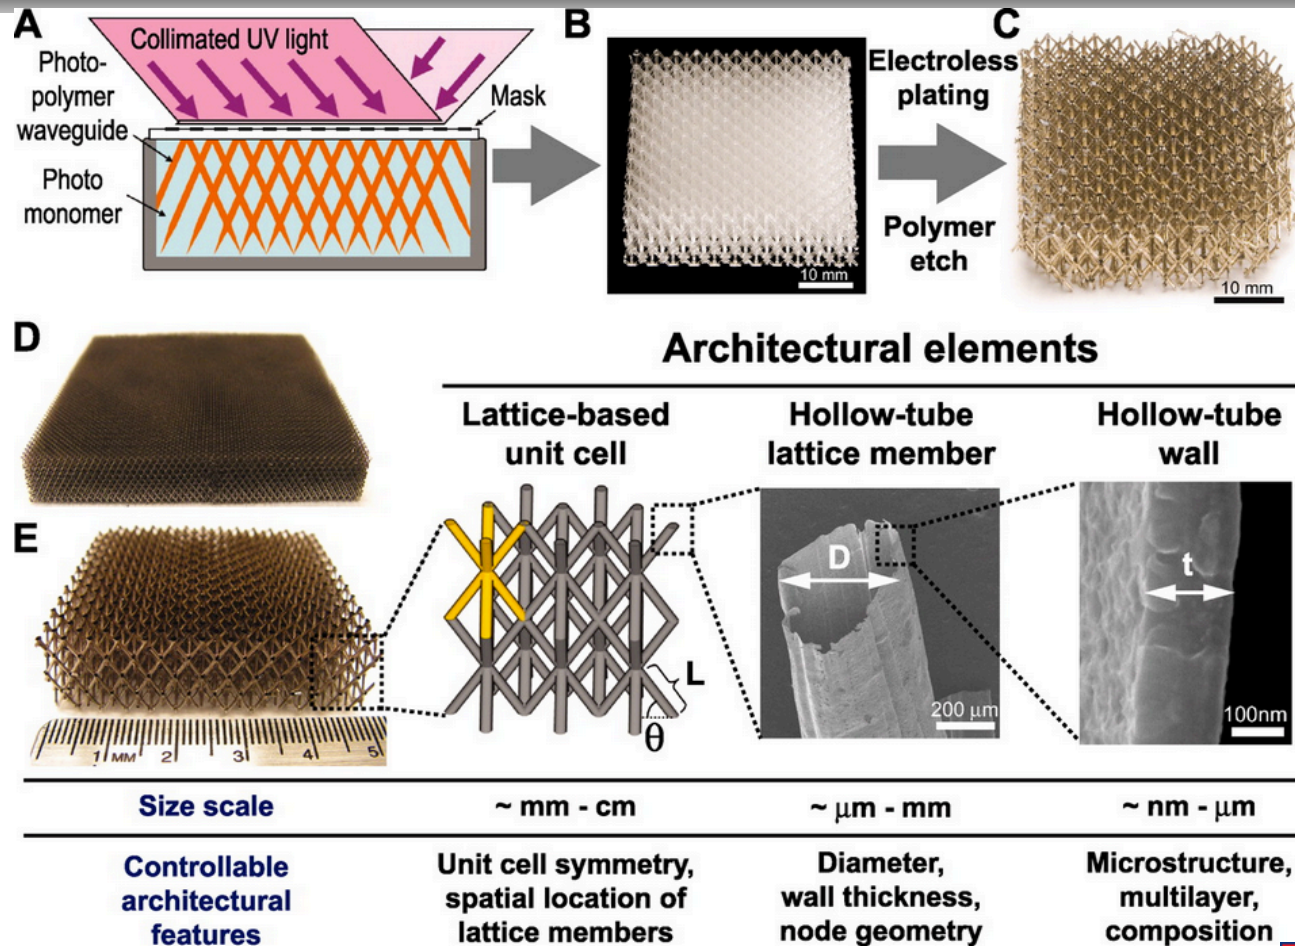 A
Collimated UV light
Photo-
polymer
waveguide
Photo
monomer
Mask
B
10 mm
Electroless
plating
Polymer
etch
C
10 mm
D
E
1 MM 2 3 4 5
Architectural elements
Lattice-based
unit cell
L
θ
Hollow-tube
lattice member
D
200 μm
Hollow-tube
wall
t
100nm
Size scale
~ mm - cm
~ μm - mm
~ nm - μm
Controllable
architectural
features
Unit cell symmetry,
spatial location of
lattice members
Diameter,
wall thickness,
node geometry
Microstructure,
multilayer,
composition